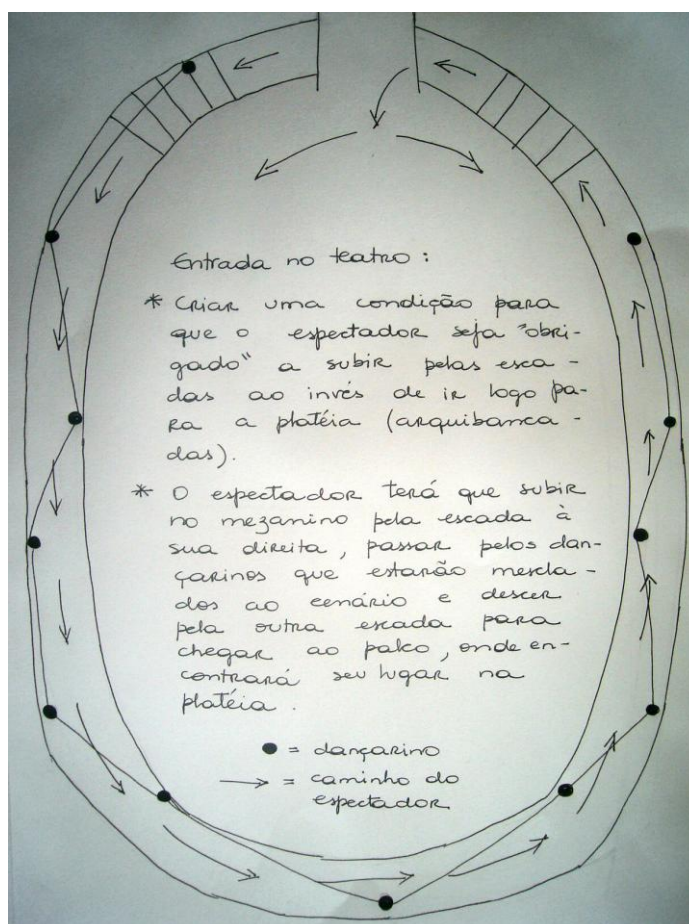 Entrada no teatro :
* Criar uma condição para
que o espectador seja "obri-
gado" a subir pelas esca-
das ao invés de ir logo pa-
ra a platéia (arquibanca-
das).
* O espectador terá que subir
no mezanino pela escada à
sua direita, passar pelos dan-
çarinos que estarão mescla-
dos ao cenário e descer
pela outra escada para
chegar ao palco, onde en-
contrará seu lugar na
platéia.
● = dançarino
→ = caminho do
espectador